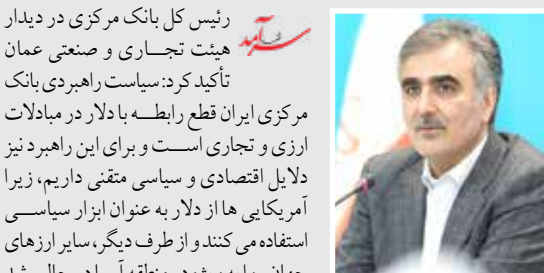 سرآمد
رئیس کل بانک مرکزی در دیدار
هیئت تجاری و صنعتی عمان
تأکید کرد: سیاست راهبردی بانک
مرکزی ایران قطع رابطه با دلار در مبادلات
ارزی و تجاری است و برای این راهبرد نیز
دلایل اقتصادی و سیاسی متقنی داریم، زیرا
آمریکایی ها از دلار به عنوان ابزار سیاسی
استفاده می کنند و از طرف دیگر، سایر ارزهای